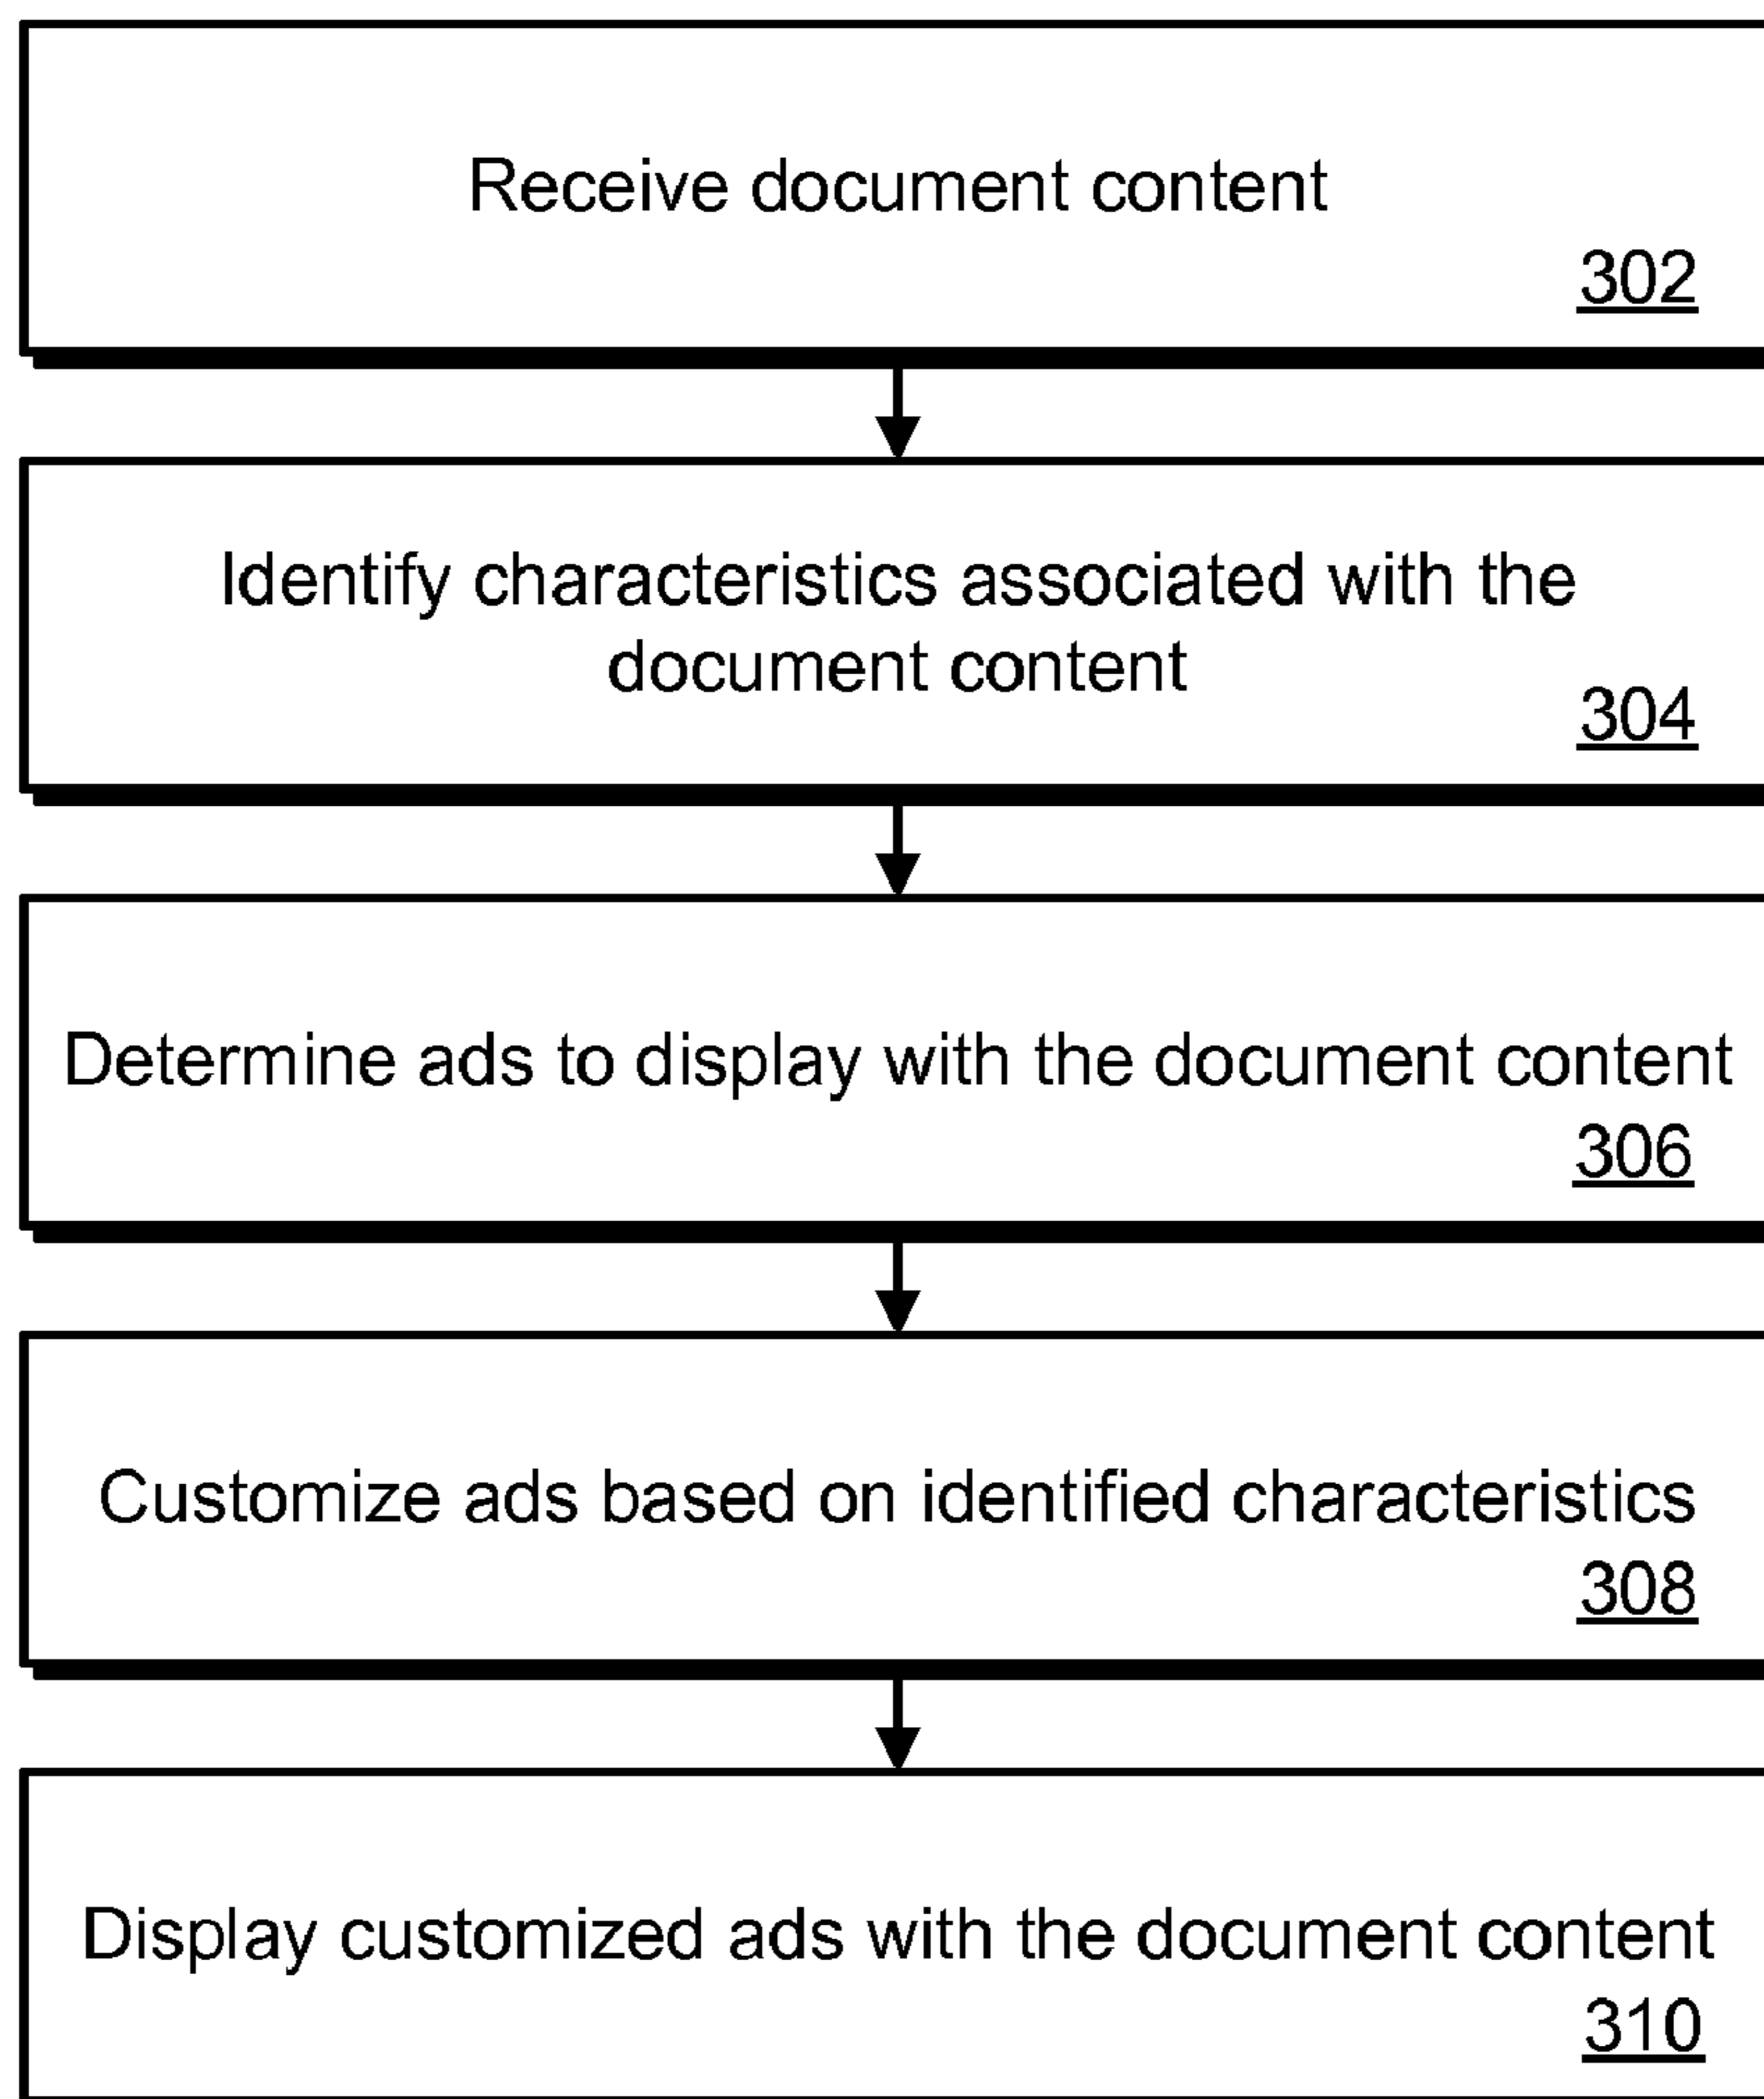 Receive document content
302
Identify characteristics associated with the
document content
304
Determine ads to display with the document content
306
Customize ads based on identified characteristics
308
Display customized ads with the document content
310